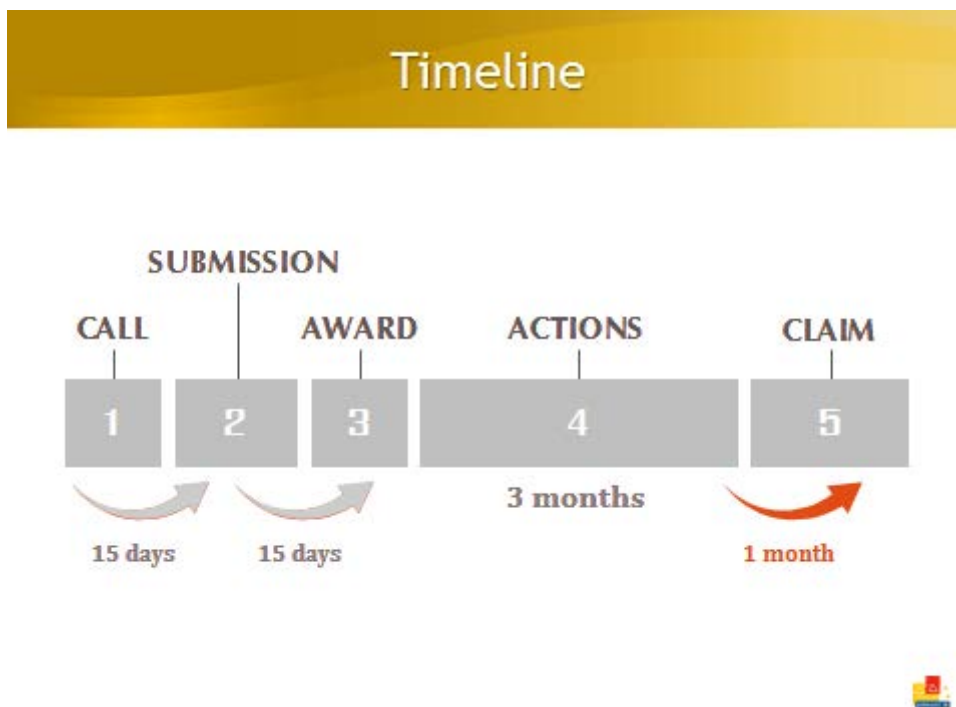 Timeline
SUBMISSION
CALL
AWARD
ACTIONS
CLAIM
1
2
3
4
5
3 months
15 days
15 days
1 month